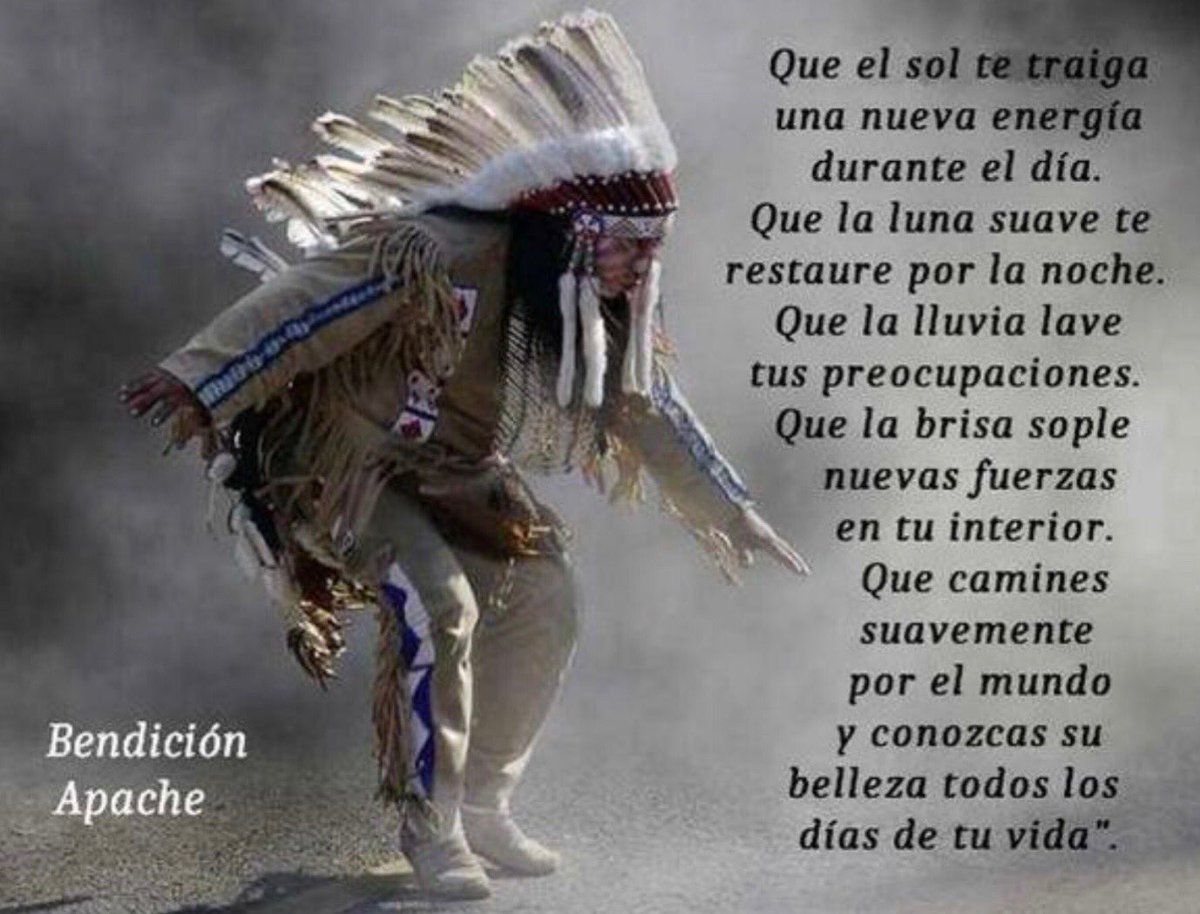 Que el sol te traiga
una nueva energía
durante el día.
Que la luna suave te
restaure por la noche.
Que la lluvia lave
tus preocupaciones.
Que la brisa sople
nuevas fuerzas
en tu interior.
Que camines
suavemente
por el mundo
y conozcas su
belleza todos los
días de tu vida".
Bendición
Apache